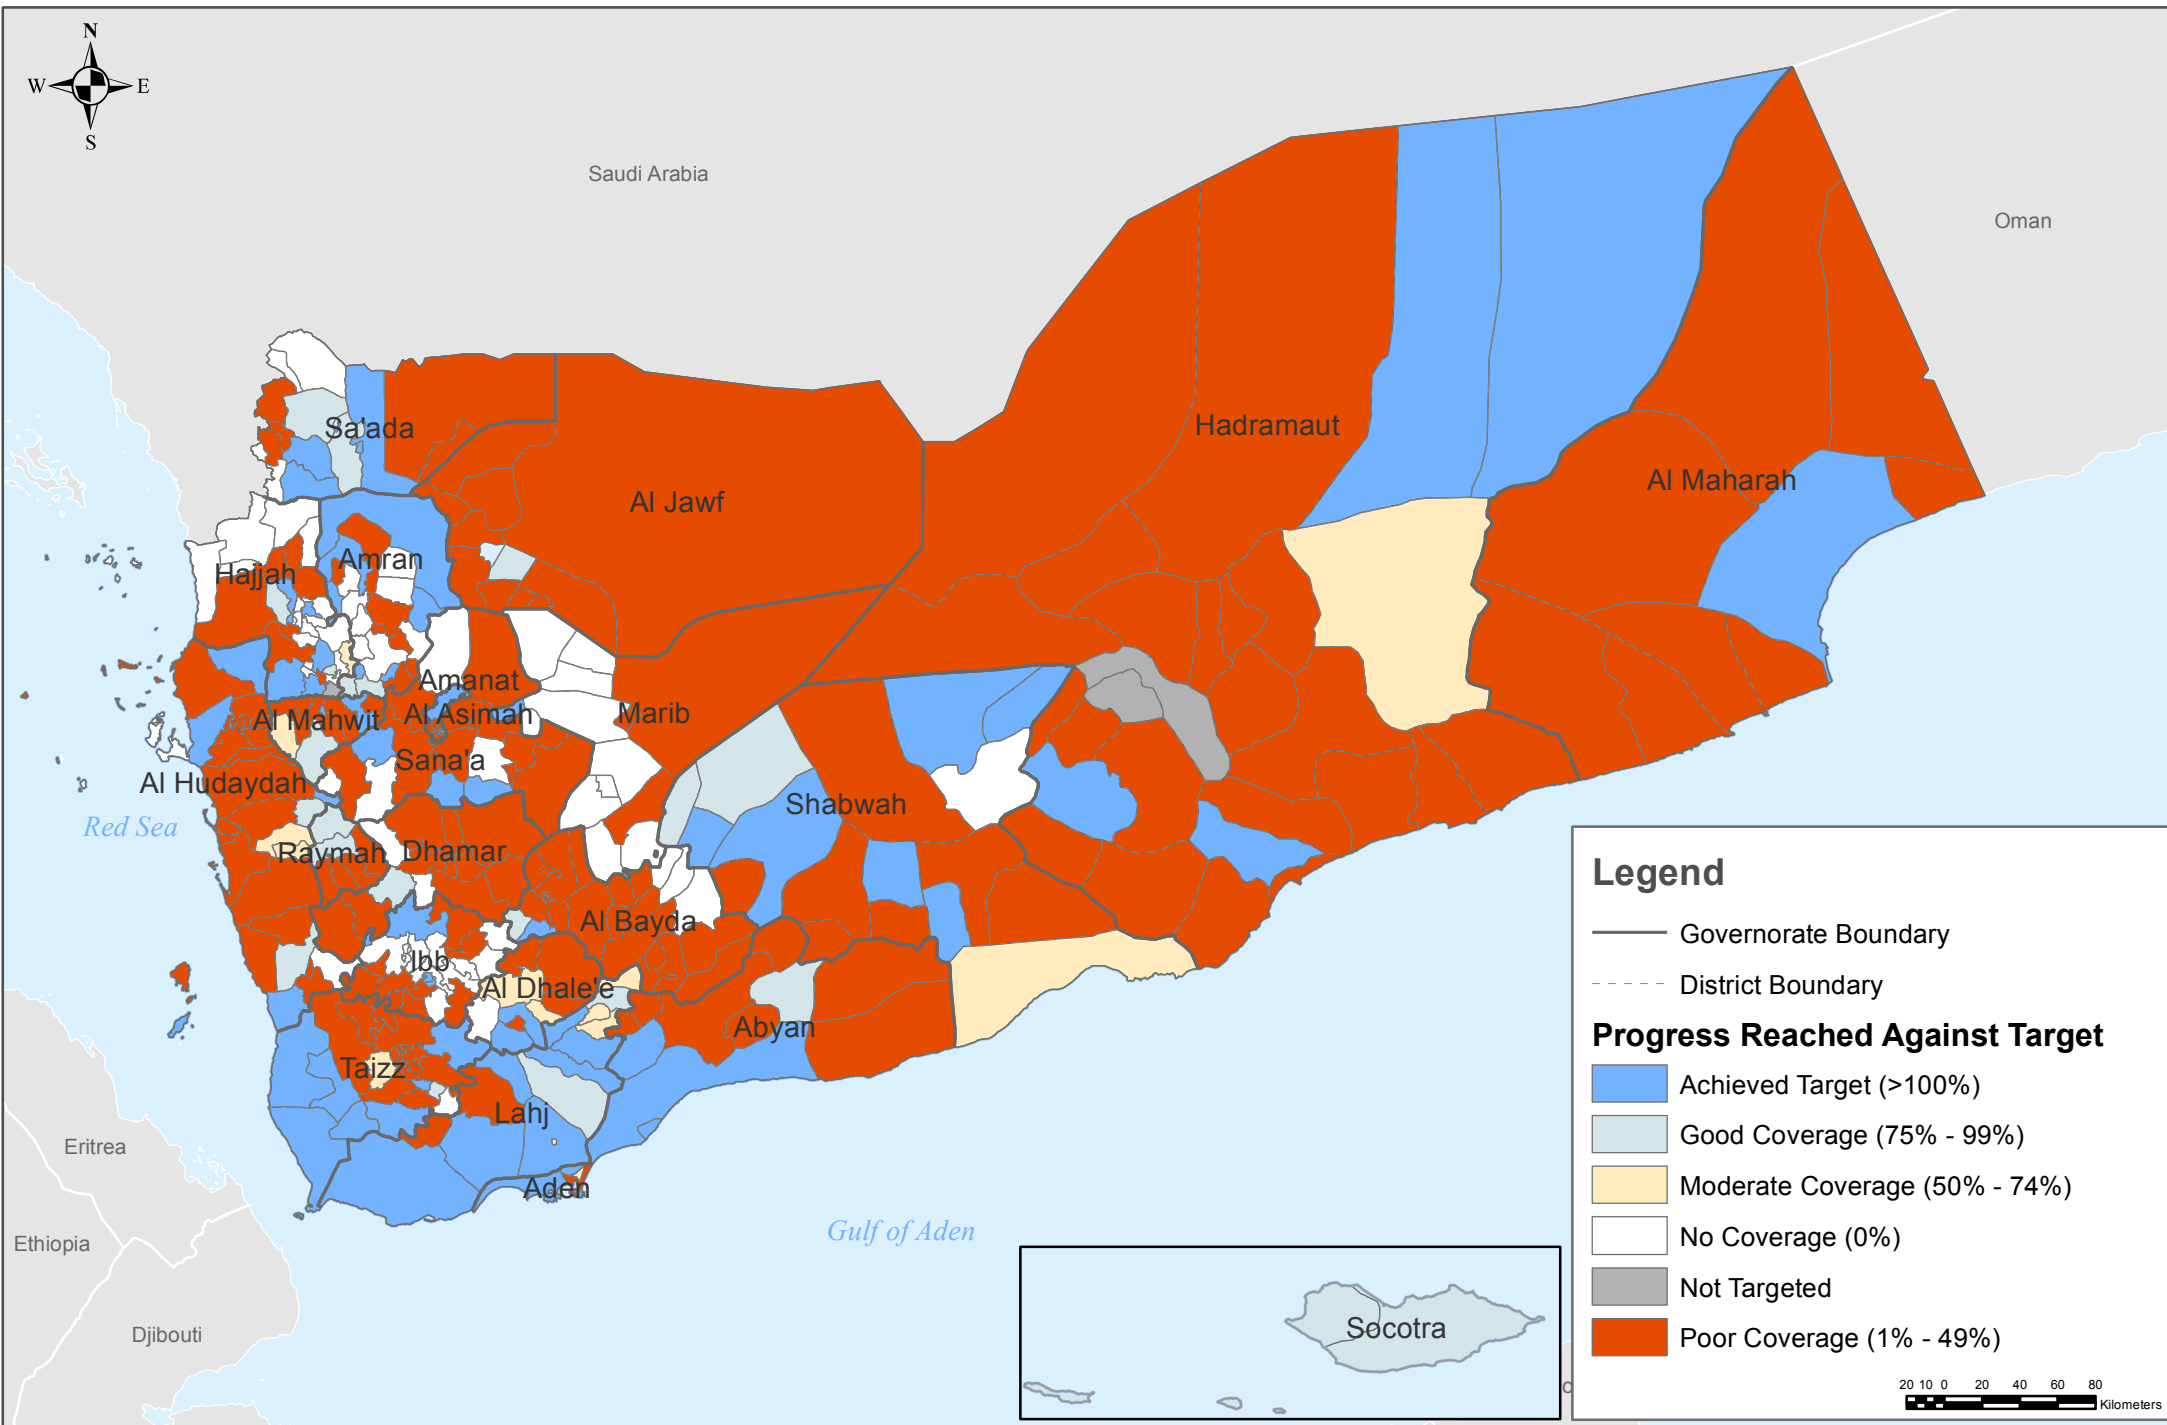 N
W E
S
Saudi Arabia
Oman
Hadramaut
Sa'ada
Al Maharah
Al Jawf
Amran
Hajjah
Amanat
Al Asimah
Marib
Al Mahwit
Sana'a
Al Hudaydah
Shabwah
Red Sea
Raymah
Dhamar
Al Bayda
Ibb
Al Dhale'e
Abyan
Taizz
Lahj
Aden
Eritrea
Ethiopia
Djibouti
Gulf of Aden
Socotra
Legend
Governorate Boundary
District Boundary
Progress Reached Against Target
Achieved Target (>100%)
Good Coverage (75% - 99%)
Moderate Coverage (50% - 74%)
No Coverage (0%)
Not Targeted
Poor Coverage (1% - 49%)
20 10 0 20 40 60 80
Kilometers